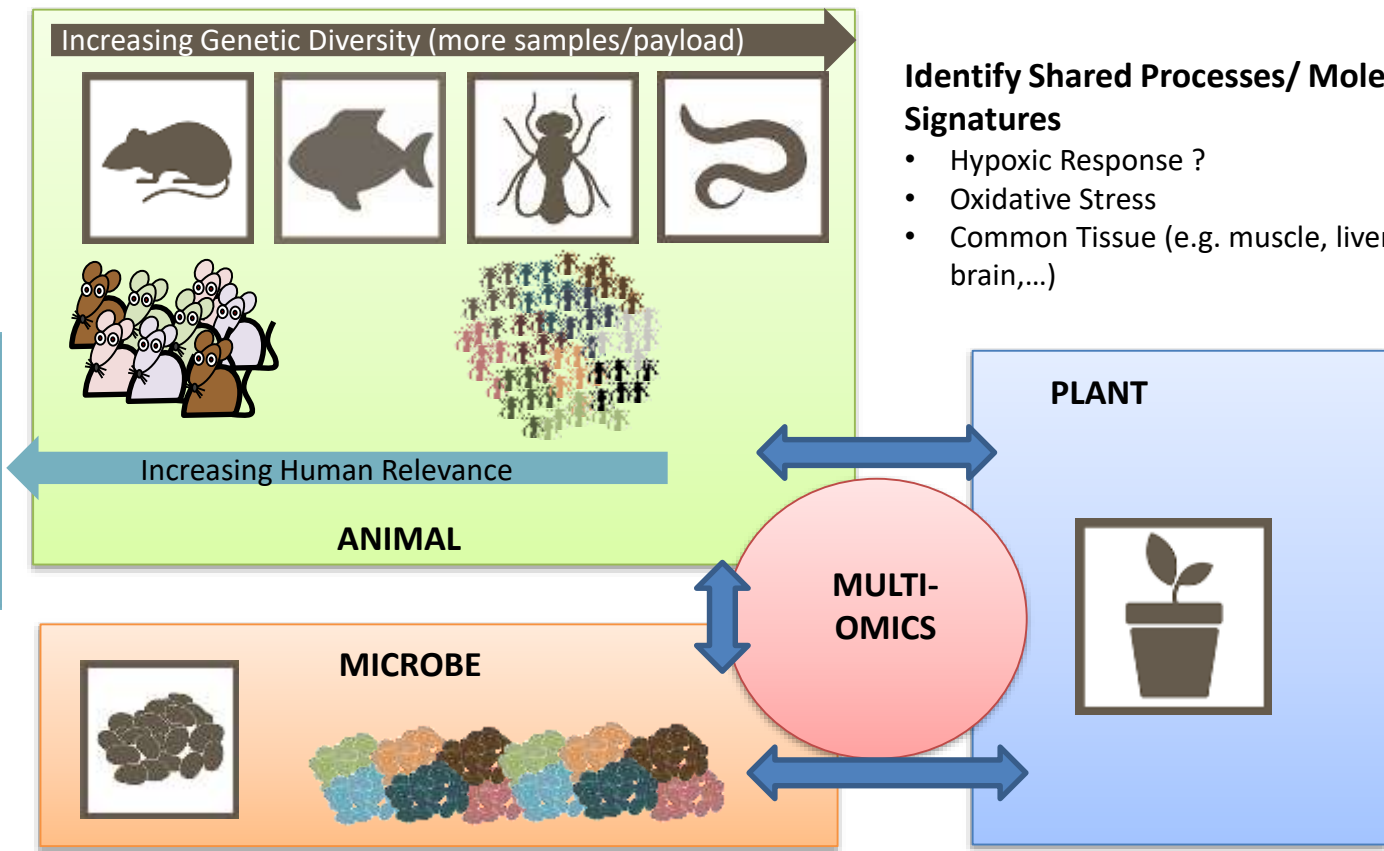 Increasing Genetic Diversity (more samples/payload)
Identify Shared Processes/ Mole
Signatures
• Hypoxic Response ?
• Oxidative Stress
• Common Tissue (e.g. muscle, liver
brain,...)
PLANT
Increasing Human Relevance
ANIMAL
MULTI-
OMICS
MICROBE